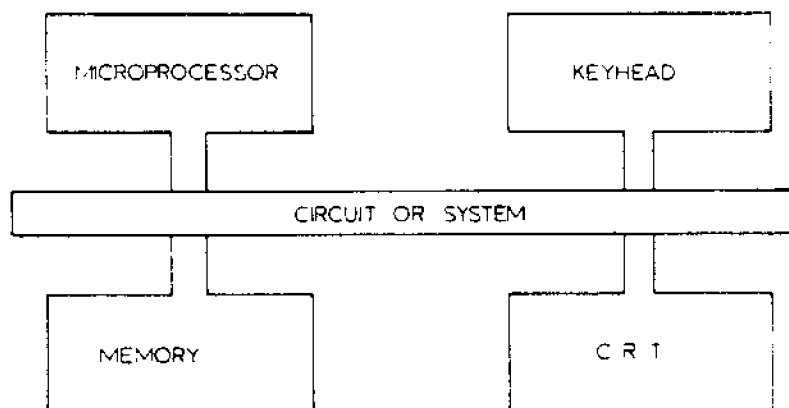 MICROPROCESSOR
KEYHEAD
CIRCUIT OR SYSTEM
MEMORY
C R T